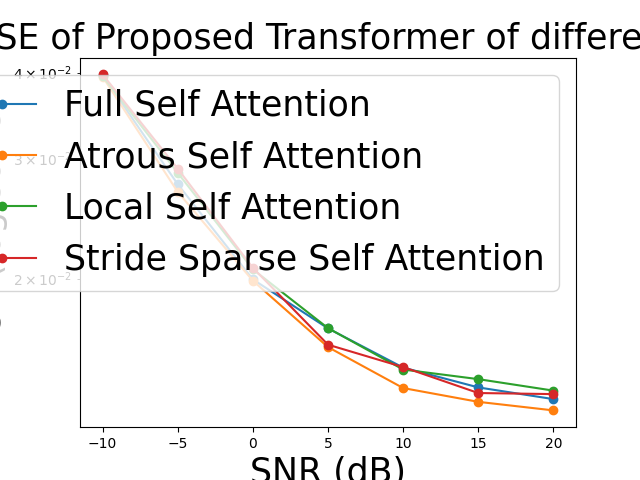 SE of Proposed Transformer of differe
4 × 10⁻²
3 × 10⁻²
2 × 10⁻²
Full Self Attention
Atrous Self Attention
Local Self Attention
Stride Sparse Self Attention
−10 −5 0 5 10 15 20
SNR (dB)